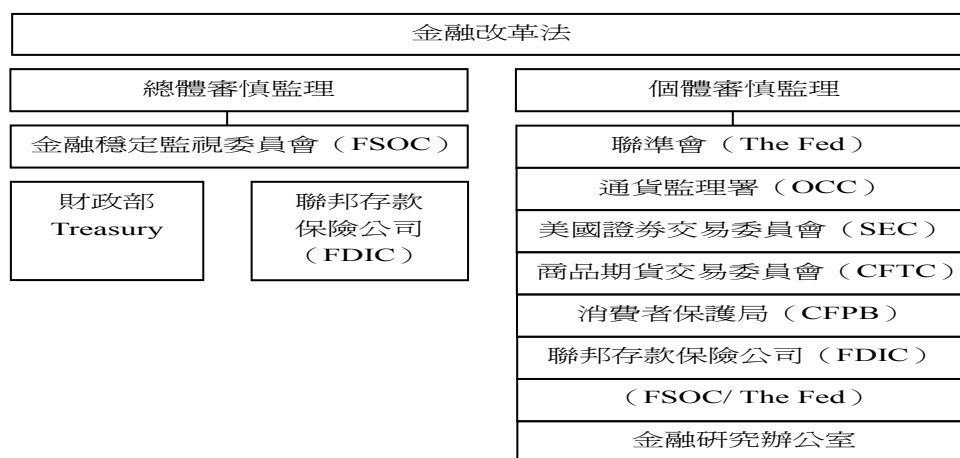 金融改革法
總體審慎監理
金融穩定監視委員會（FSOC）
財政部
Treasury
聯邦存款
保險公司
（FDIC）
個體審慎監理
聯準會（The Fed）
通貨監理署（OCC）
美國證券交易委員會（SEC）
商品期貨交易委員會（CFTC）
消費者保護局（CFPB）
聯邦存款保險公司（FDIC）
（FSOC/ The Fed）
金融研究辦公室